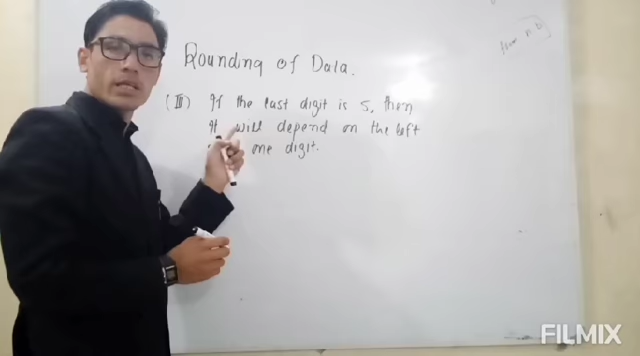 Rounding of Data.
(III) If the last digit is 5, then
it will depend on the left
one digit.
FILMIX